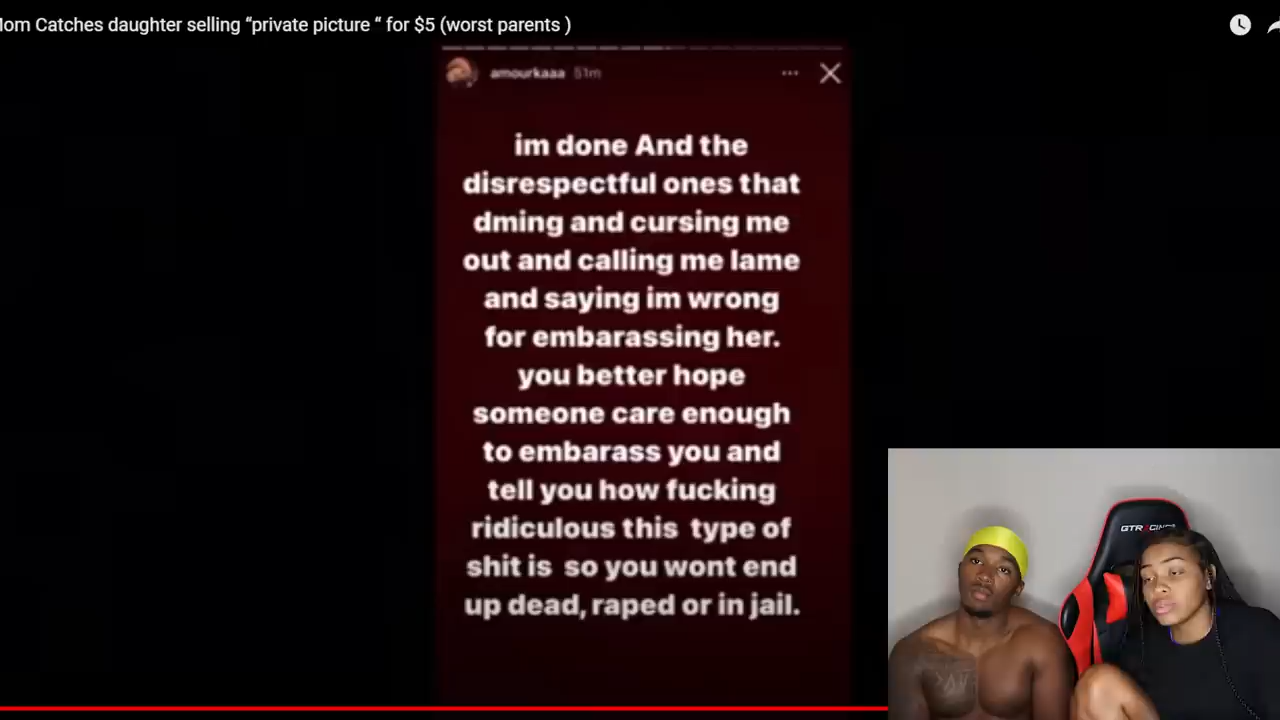 Mom Catches daughter selling “private picture “ for $5 (worst parents )
amourkaaa 51m
im done And the
disrespectful ones that
dming and cursing me
out and calling me lame
and saying im wrong
for embarassing her.
you better hope
someone care enough
to embarass you and
tell you how fucking
ridiculous this type of
shit is so you wont end
up dead, raped or in jail.
GTRACING